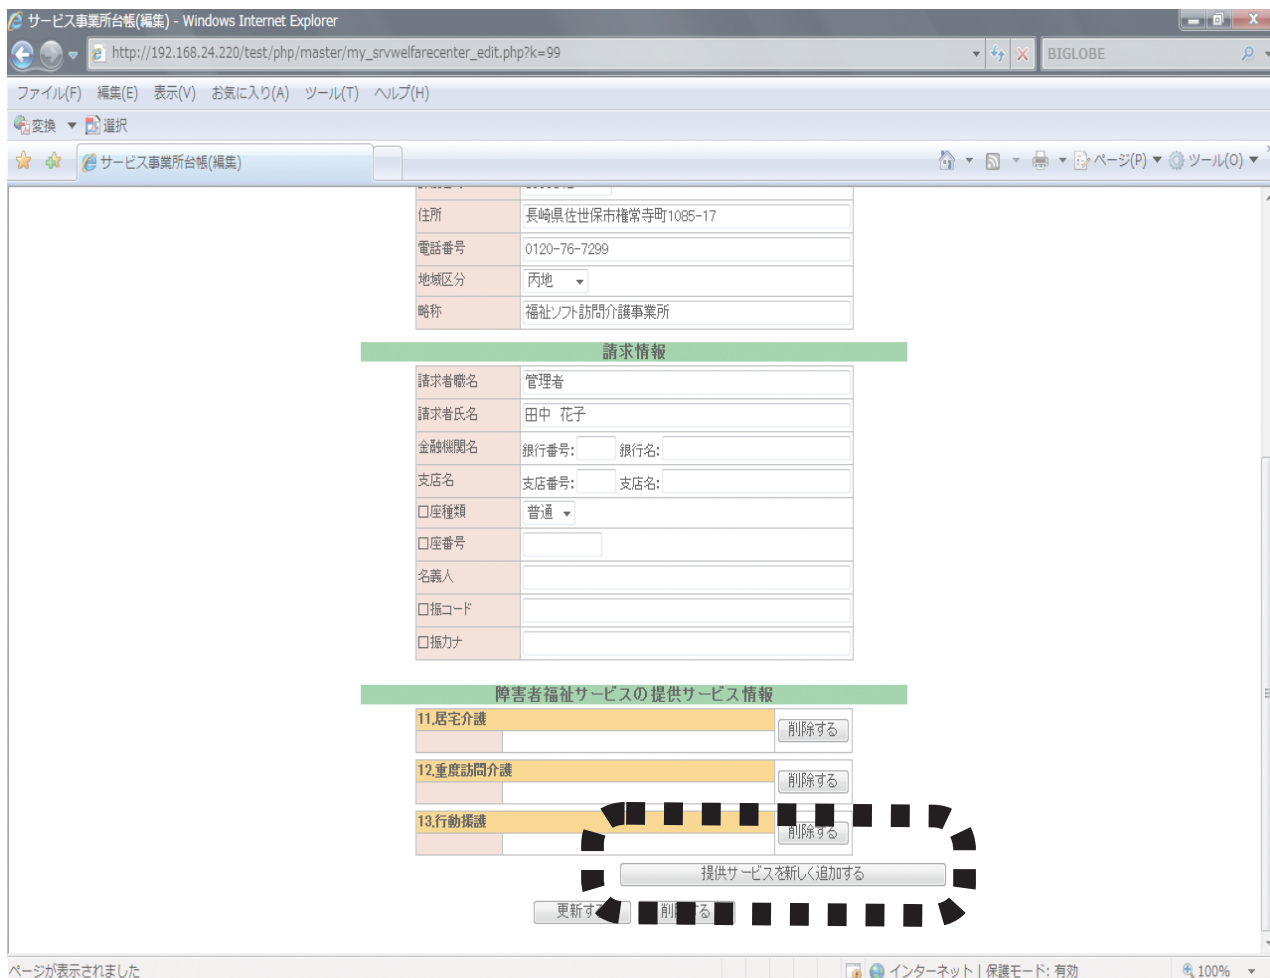 サービス事業所台帳(編集) - Windows Internet Explorer
http://192.168.24.220/test/php/master/my_srvwelfarecenter_edit.php?k=99
BIGLOBE
ファイル(F) 編集(E) 表示(V) お気に入り(A) ツール(T) ヘルプ(H)
変換 選択
サービス事業所台帳(編集)
ページ(P) ツール(O)
住所 長崎県佐世保市権常寺町1085-17
電話番号 0120-76-7299
地域区分 丙地
略称 福祉ソフト訪問介護事業所
請求情報
請求者職名 管理者
請求者氏名 田中 花子
金融機関名 銀行番号: 銀行名:
支店名 支店番号: 支店名:
口座種類 普通
口座番号
名義人
口振コード
口振カナ
障害者福祉サービスの提供サービス情報
11.居宅介護 削除する
12.重度訪問介護 削除する
13.行動援護 削除する
提供サービスを新しく追加する
更新する 削除する
ページが表示されました
インターネット | 保護モード: 有効 100%